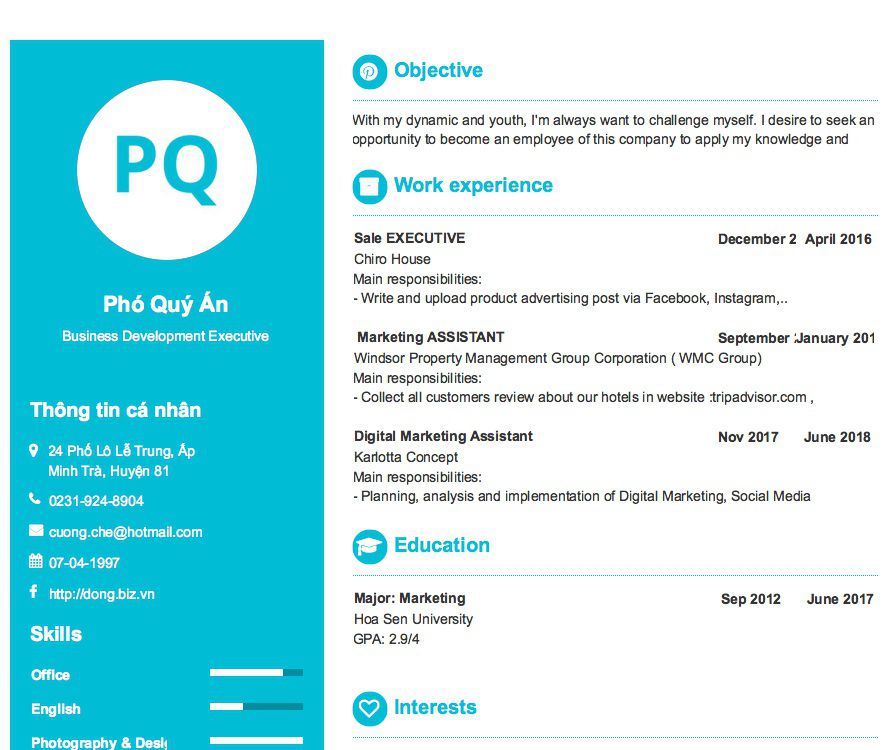 PQ
Phó Quý Án
Business Development Executive
Thông tin cá nhân
24 Phố Lò Lễ Trung, Ấp
Minh Trà, Huyện 81
0231-924-8904
cuong.che@hotmail.com
07-04-1997
http://dong.biz.vn
Skills
Office
English
Photography &
Objective
With my dynamic and youth, I'm always want to challenge myself. I desire to seek an
opportunity to become an employee of this company to apply my knowledge and
Work experience
Sale EXECUTIVE December 2 April 2016
Chiro House
Main responsibilities:
- Write and upload product advertising post via Facebook, Instagram,..
Marketing ASSISTANT September January 201
Windsor Property Management Group Corporation ( WMC Group)
Main responsibilities:
- Collect all customers review about our hotels in website :tripadvisor.com ,
Digital Marketing Assistant Nov 2017 June 2018
Karlotta Concept
Main responsibilities:
- Planning, analysis and implementation of Digital Marketing, Social Media
Education
Major: Marketing Sep 2012 June 2017
Hoa Sen University
GPA: 2.9/4
Interests